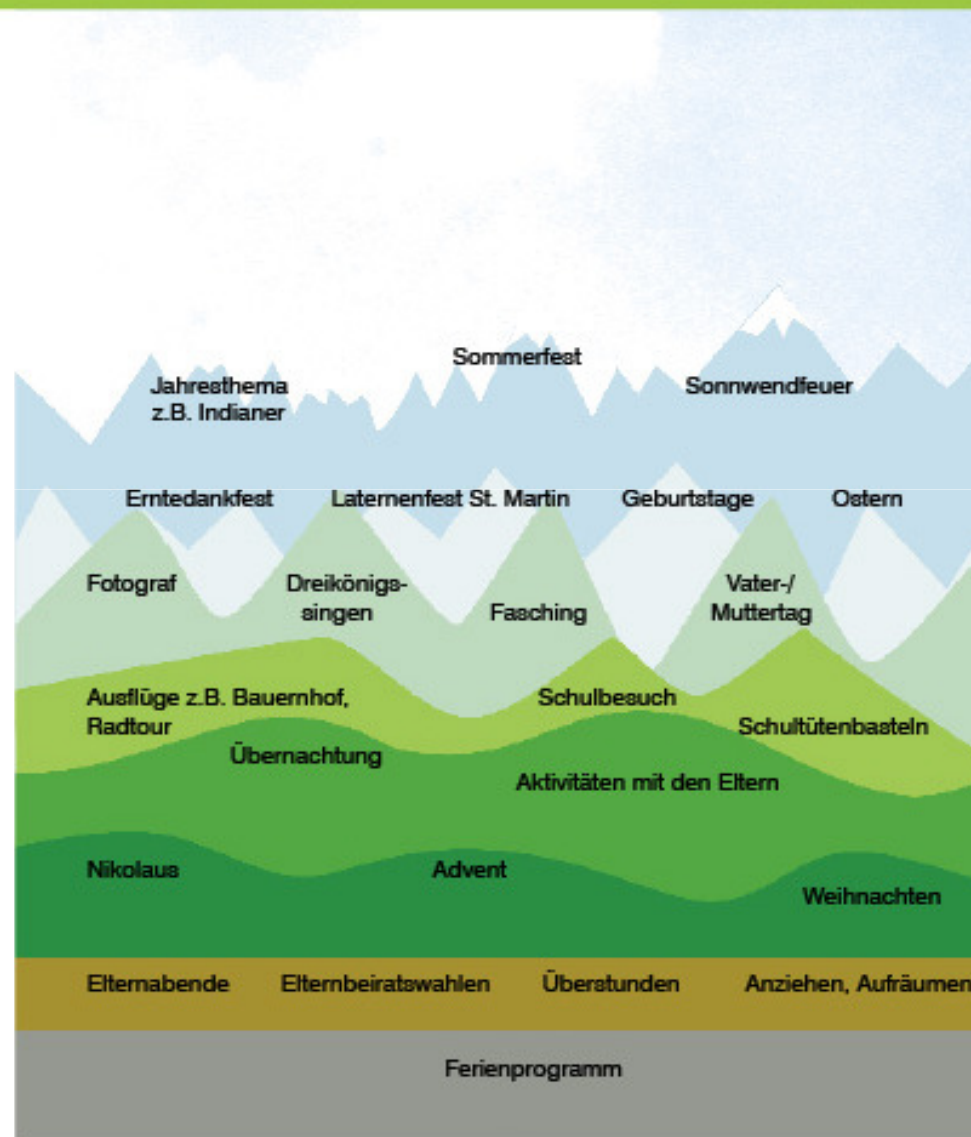 Sommerfest
Jahresthema
z.B. Indianer
Sonnwendfeuer
Erntedankfest
Laternenfest St. Martin
Geburtstage
Ostern
Fotograf
Dreikönigs-
singen
Fasching
Vater-/
Muttertag
Ausflüge z.B. Bauernhof,
Radtour
Schulbesuch
Schultütenbasteln
Übernachtung
Aktivitäten mit den Eltern
Nikolaus
Advent
Weihnachten
Elternabende
Elternbeiratswahlen
Überstunden
Anziehen, Aufräumen
Ferienprogramm